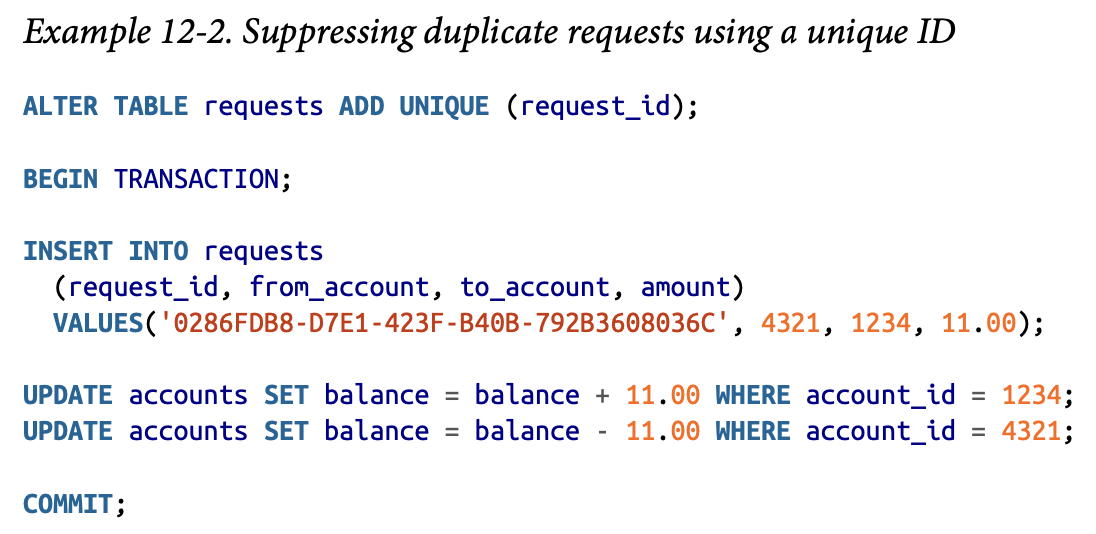 Example 12-2. Suppressing duplicate requests using a unique ID
ALTER TABLE requests ADD UNIQUE (request_id);
BEGIN TRANSACTION;
INSERT INTO requests
(request_id, from_account, to_account, amount)
VALUES('0286FDB8-D7E1-423F-B40B-792B3608036C', 4321, 1234, 11.00);
UPDATE accounts SET balance = balance + 11.00 WHERE account_id = 1234;
UPDATE accounts SET balance = balance - 11.00 WHERE account_id = 4321;
COMMIT;